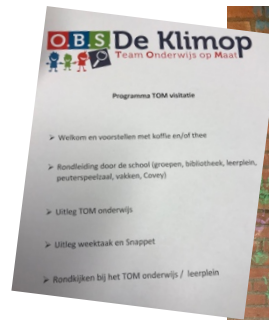 O.B.S. De Klimop
Team Onderwijs op Maat
Programma TOM visitatie
➢ Welkom en voorstellen met koffie en/of thee
➢ Rondleiding door de school (groepen, bibliotheek, leerplein,
peuterspeelzaal, vakken, Covey)
➢ Uitleg TOM onderwijs
➢ Uitleg weektaak en Snappet
➢ Rondkijken bij het TOM onderwijs / leerplein